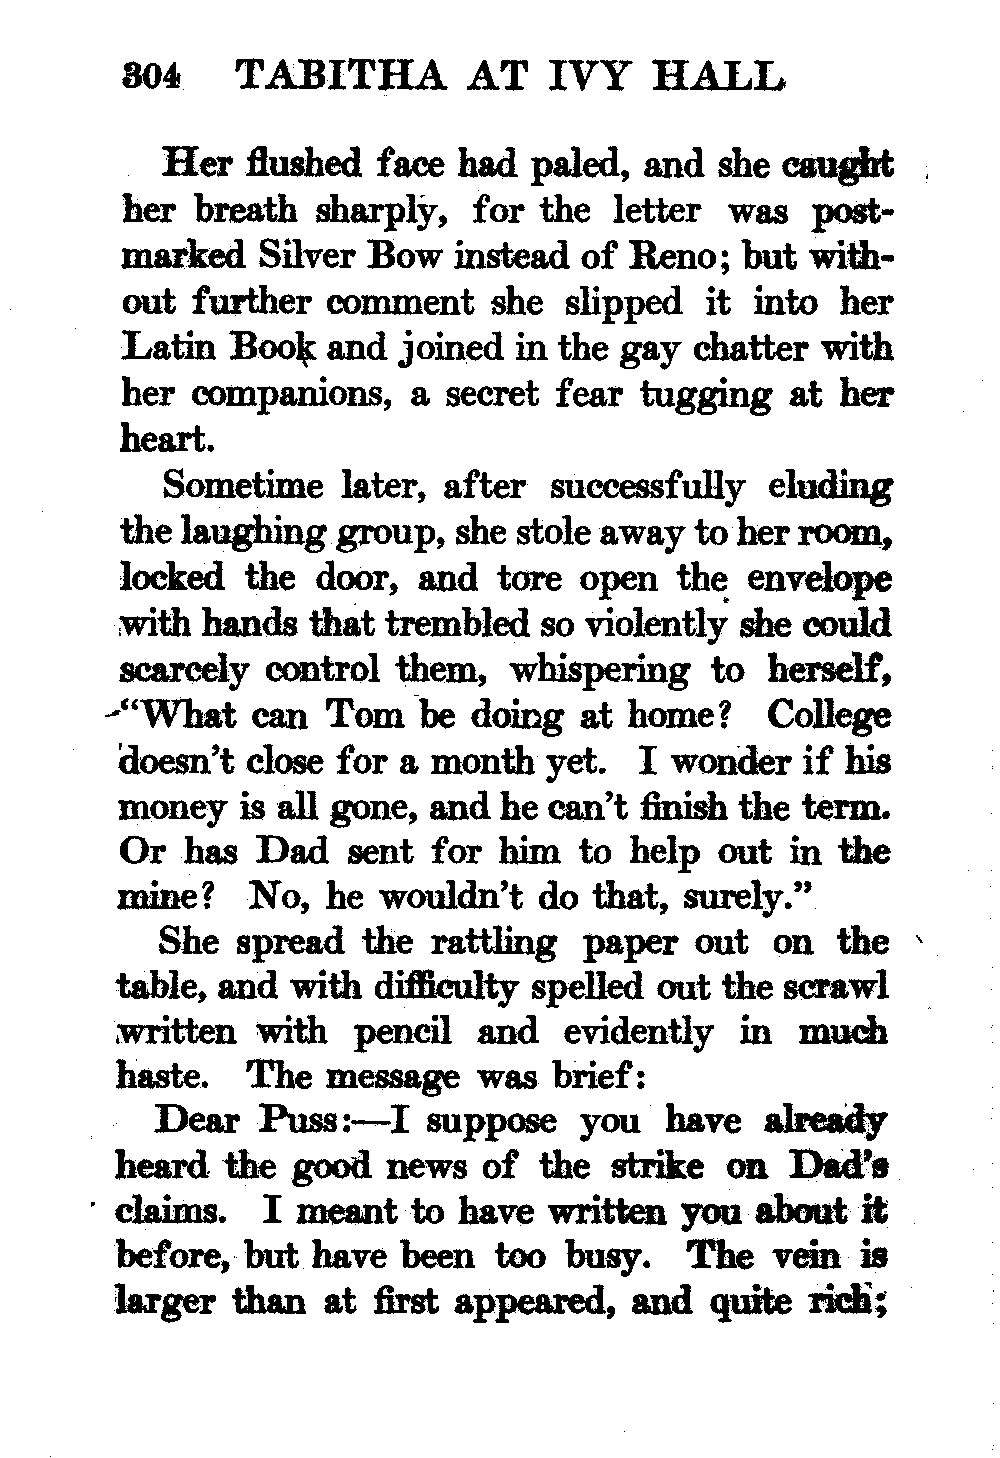 304 TABITHA AT IVY HALL
Her flushed face had paled, and she caught
her breath sharply, for the letter was post-
marked Silver Bow instead of Reno; but with-
out further comment she slipped it into her
Latin Book and joined in the gay chatter with
her companions, a secret fear tugging at her
heart.
Sometime later, after successfully eluding
the laughing group, she stole away to her room,
locked the door, and tore open the envelope
with hands that trembled so violently she could
scarcely control them, whispering to herself,
"What can Tom be doing at home? College
doesn't close for a month yet. I wonder if his
money is all gone, and he can't finish the term.
Or has Dad sent for him to help out in the
mine? No, he wouldn't do that, surely."
She spread the rattling paper out on the
table, and with difficulty spelled out the scrawl
written with pencil and evidently in much
haste. The message was brief:
Dear Puss:—I suppose you have already
heard the good news of the strike on Dad's
claims. I meant to have written you about it
before, but have been too busy. The vein is
larger than at first appeared, and quite rich;